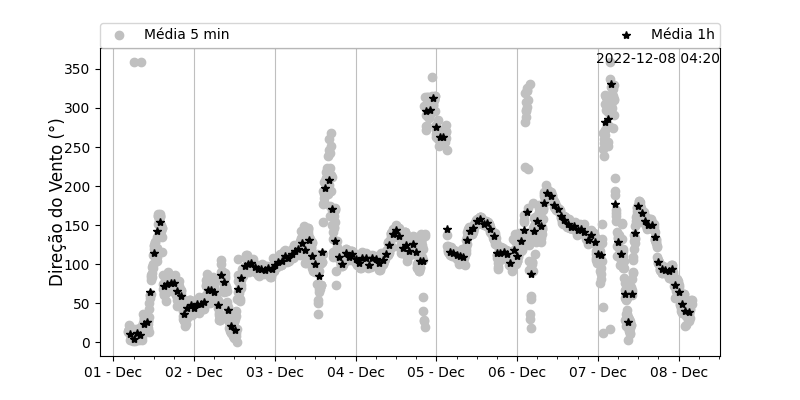 Média 5 min
Média 1h
2022-12-08 04:20
Direção do Vento (°)
350
300
250
200
150
100
50
0
01 - Dec
02 - Dec
03 - Dec
04 - Dec
05 - Dec
06 - Dec
07 - Dec
08 - Dec